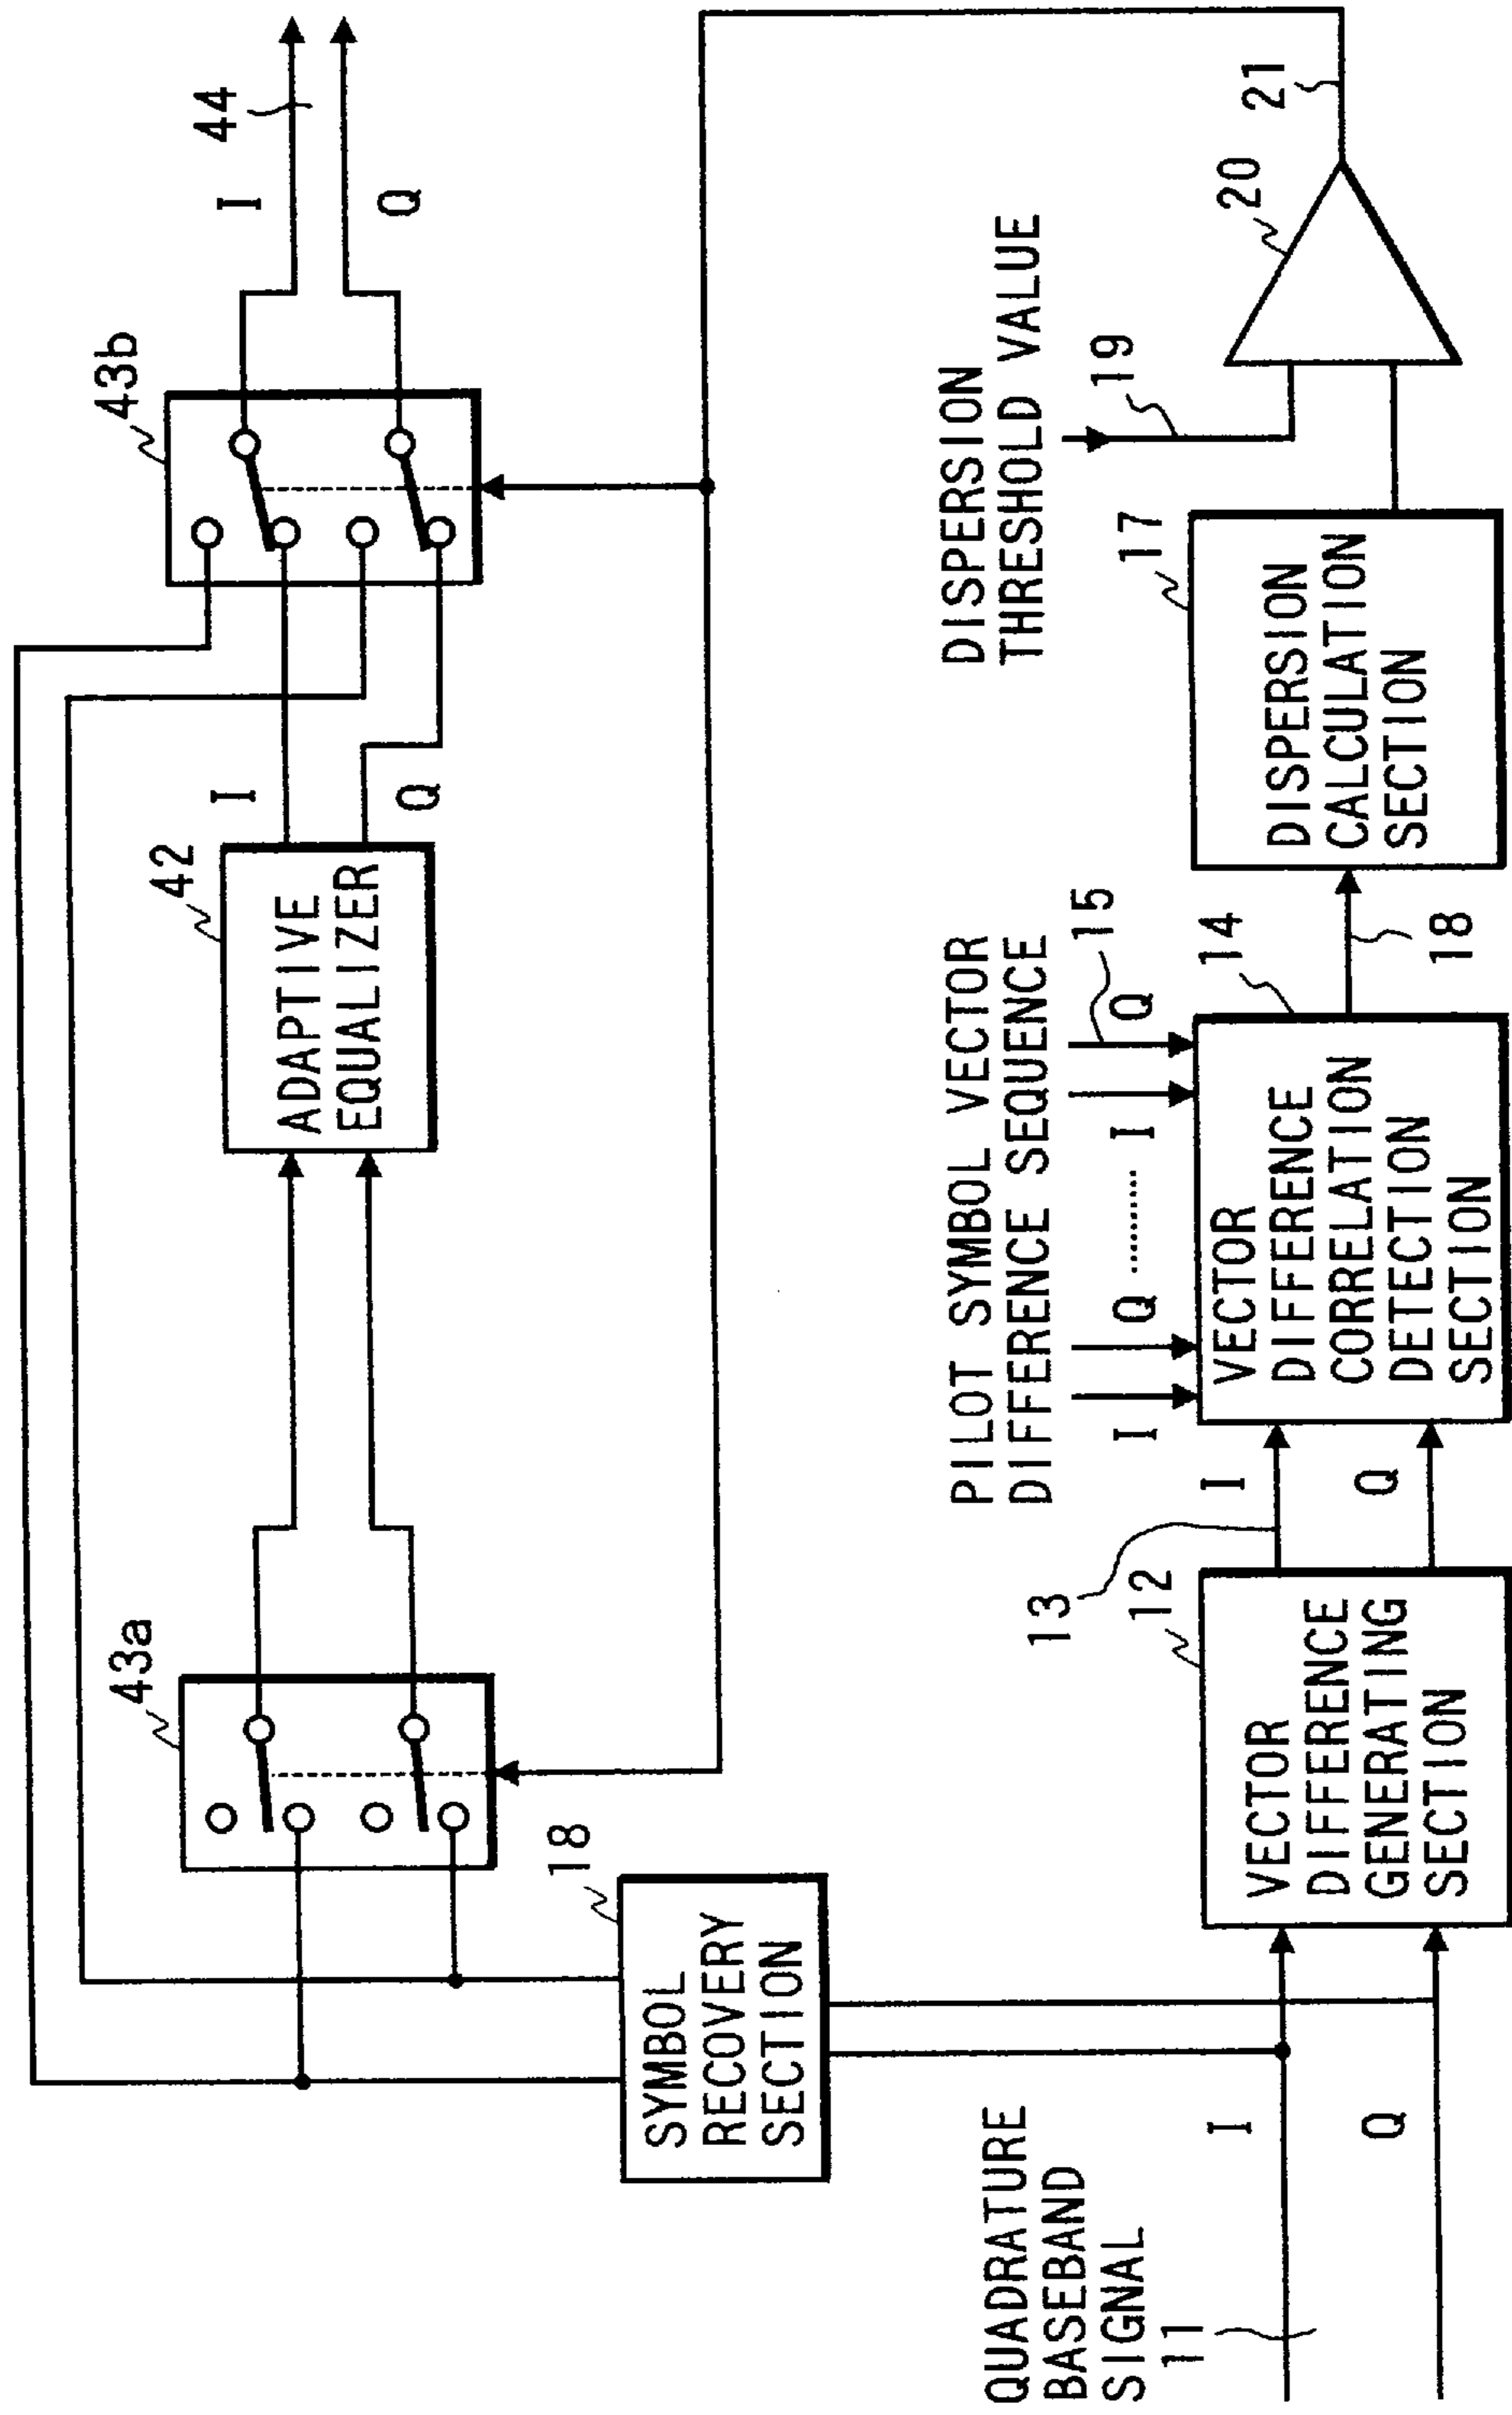 43a
43b
I
44
Q
42
ADAPTIVE
EQUALIZER
I
Q
18
SYMBOL
RECOVERY
SECTION
QUADRATURE
BASEBAND
SIGNAL
11
I
Q
12
VECTOR
DIFFERENCE
GENERATING
SECTION
13
I
Q
PILOT SYMBOL VECTOR
DIFFERENCE SEQUENCE
15
I
Q
.........
I
Q
14
VECTOR
DIFFERENCE
CORRELATION
DETECTION
SECTION
18
17
DISPERSION
CALCULATION
SECTION
DISPERSION
THRESHOLD VALUE
19
20
21